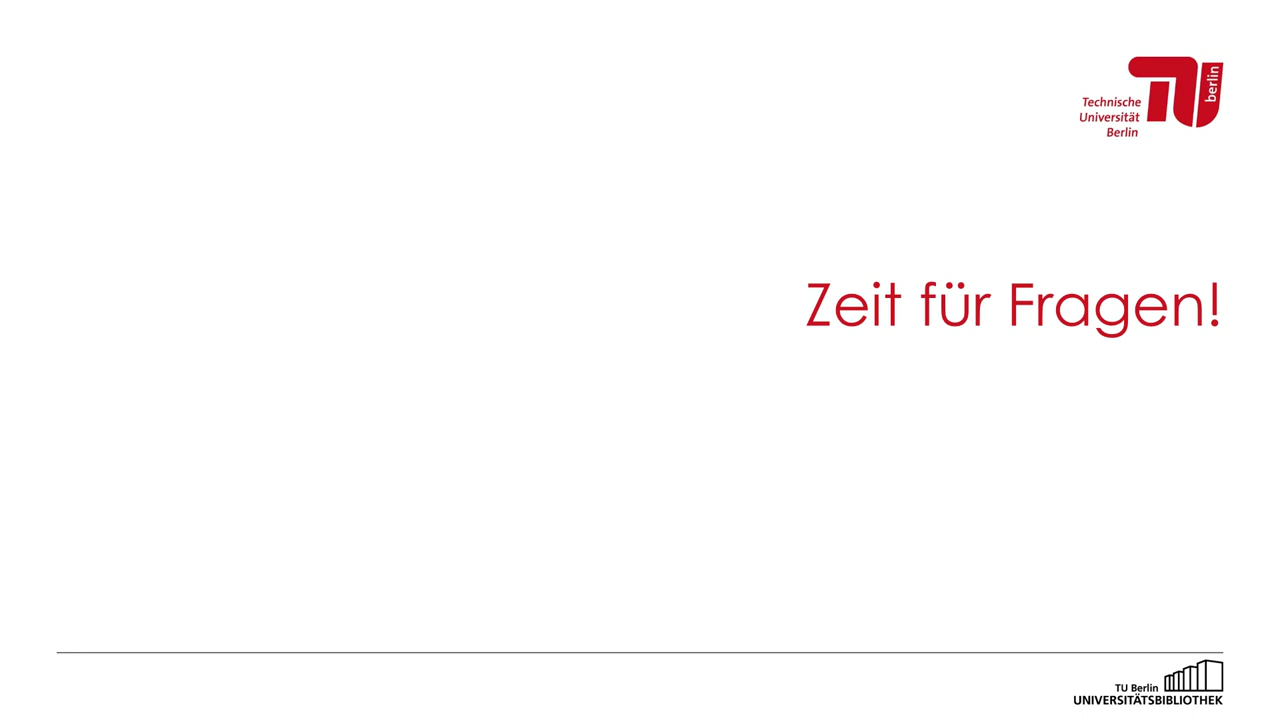 berlin
Technische
Universität
Berlin
Zeit für Fragen!
TU Berlin
UNIVERSITÄTSBIBLIOTHEK